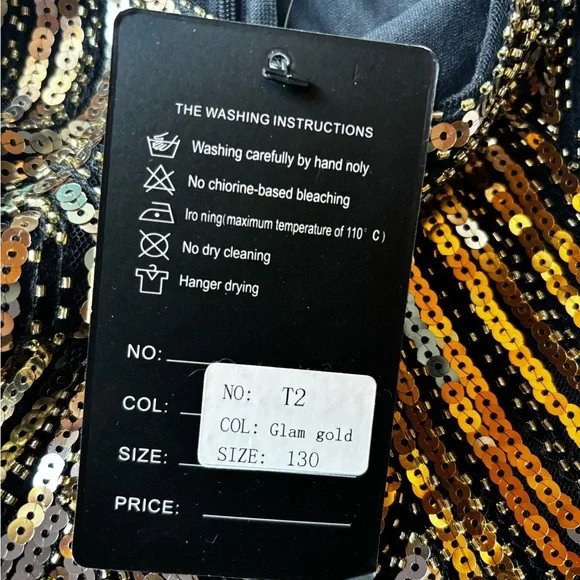 THE WASHING INSTRUCTIONS
Washing carefully by hand noly
No chlorine-based bleaching
Iro ning(maximum temperature of 110° C)
No dry cleaning
Hanger drying
NO:
COL:
SIZE:
PRICE:
NO: T2
COL: Glam gold
SIZE: 130